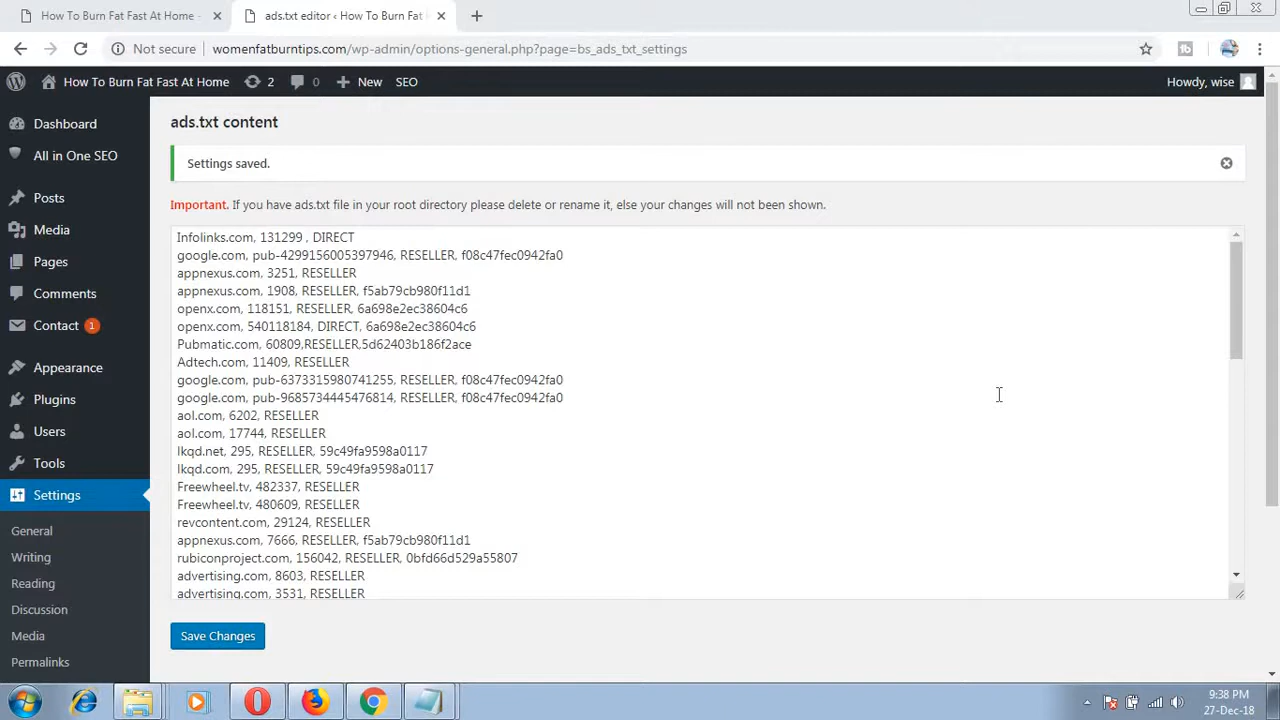 How To Burn Fat Fast At Home -
ads.txt editor ‹ How To Burn Fat
Not secure
womenfatburntips.com/wp-admin/options-general.php?page=bs_ads_txt_settings
How To Burn Fat Fast At Home 2 0 New SEO
Howdy, wise
Dashboard
All in One SEO
Posts
Media
Pages
Comments
Contact 1
Appearance
Plugins
Users
Tools
Settings
General
Writing
Reading
Discussion
Media
Permalinks
ads.txt content
Settings saved.
Important. If you have ads.txt file in your root directory please delete or rename it, else your changes will not been shown.
Infolinks.com, 131299 , DIRECT
google.com, pub-4299156005397946, RESELLER, f08c47fec0942fa0
appnexus.com, 3251, RESELLER
appnexus.com, 1908, RESELLER, f5ab79cb980f11d1
openx.com, 118151, RESELLER, 6a698e2ec38604c6
openx.com, 540118184, DIRECT, 6a698e2ec38604c6
Pubmatic.com, 60809,RESELLER,5d62403b186f2ace
Adtech.com, 11409, RESELLER
google.com, pub-6373315980741255, RESELLER, f08c47fec0942fa0
google.com, pub-9685734445476814, RESELLER, f08c47fec0942fa0
aol.com, 6202, RESELLER
aol.com, 17744, RESELLER
lkqd.net, 295, RESELLER, 59c49fa9598a0117
lkqd.com, 295, RESELLER, 59c49fa9598a0117
Freewheel.tv, 482337, RESELLER
Freewheel.tv, 480609, RESELLER
revcontent.com, 29124, RESELLER
appnexus.com, 7666, RESELLER, f5ab79cb980f11d1
rubiconproject.com, 156042, RESELLER, 0bfd66d529a55807
advertising.com, 8603, RESELLER
advertising.com, 3531, RESELLER
Save Changes
9:38 PM
27-Dec-18